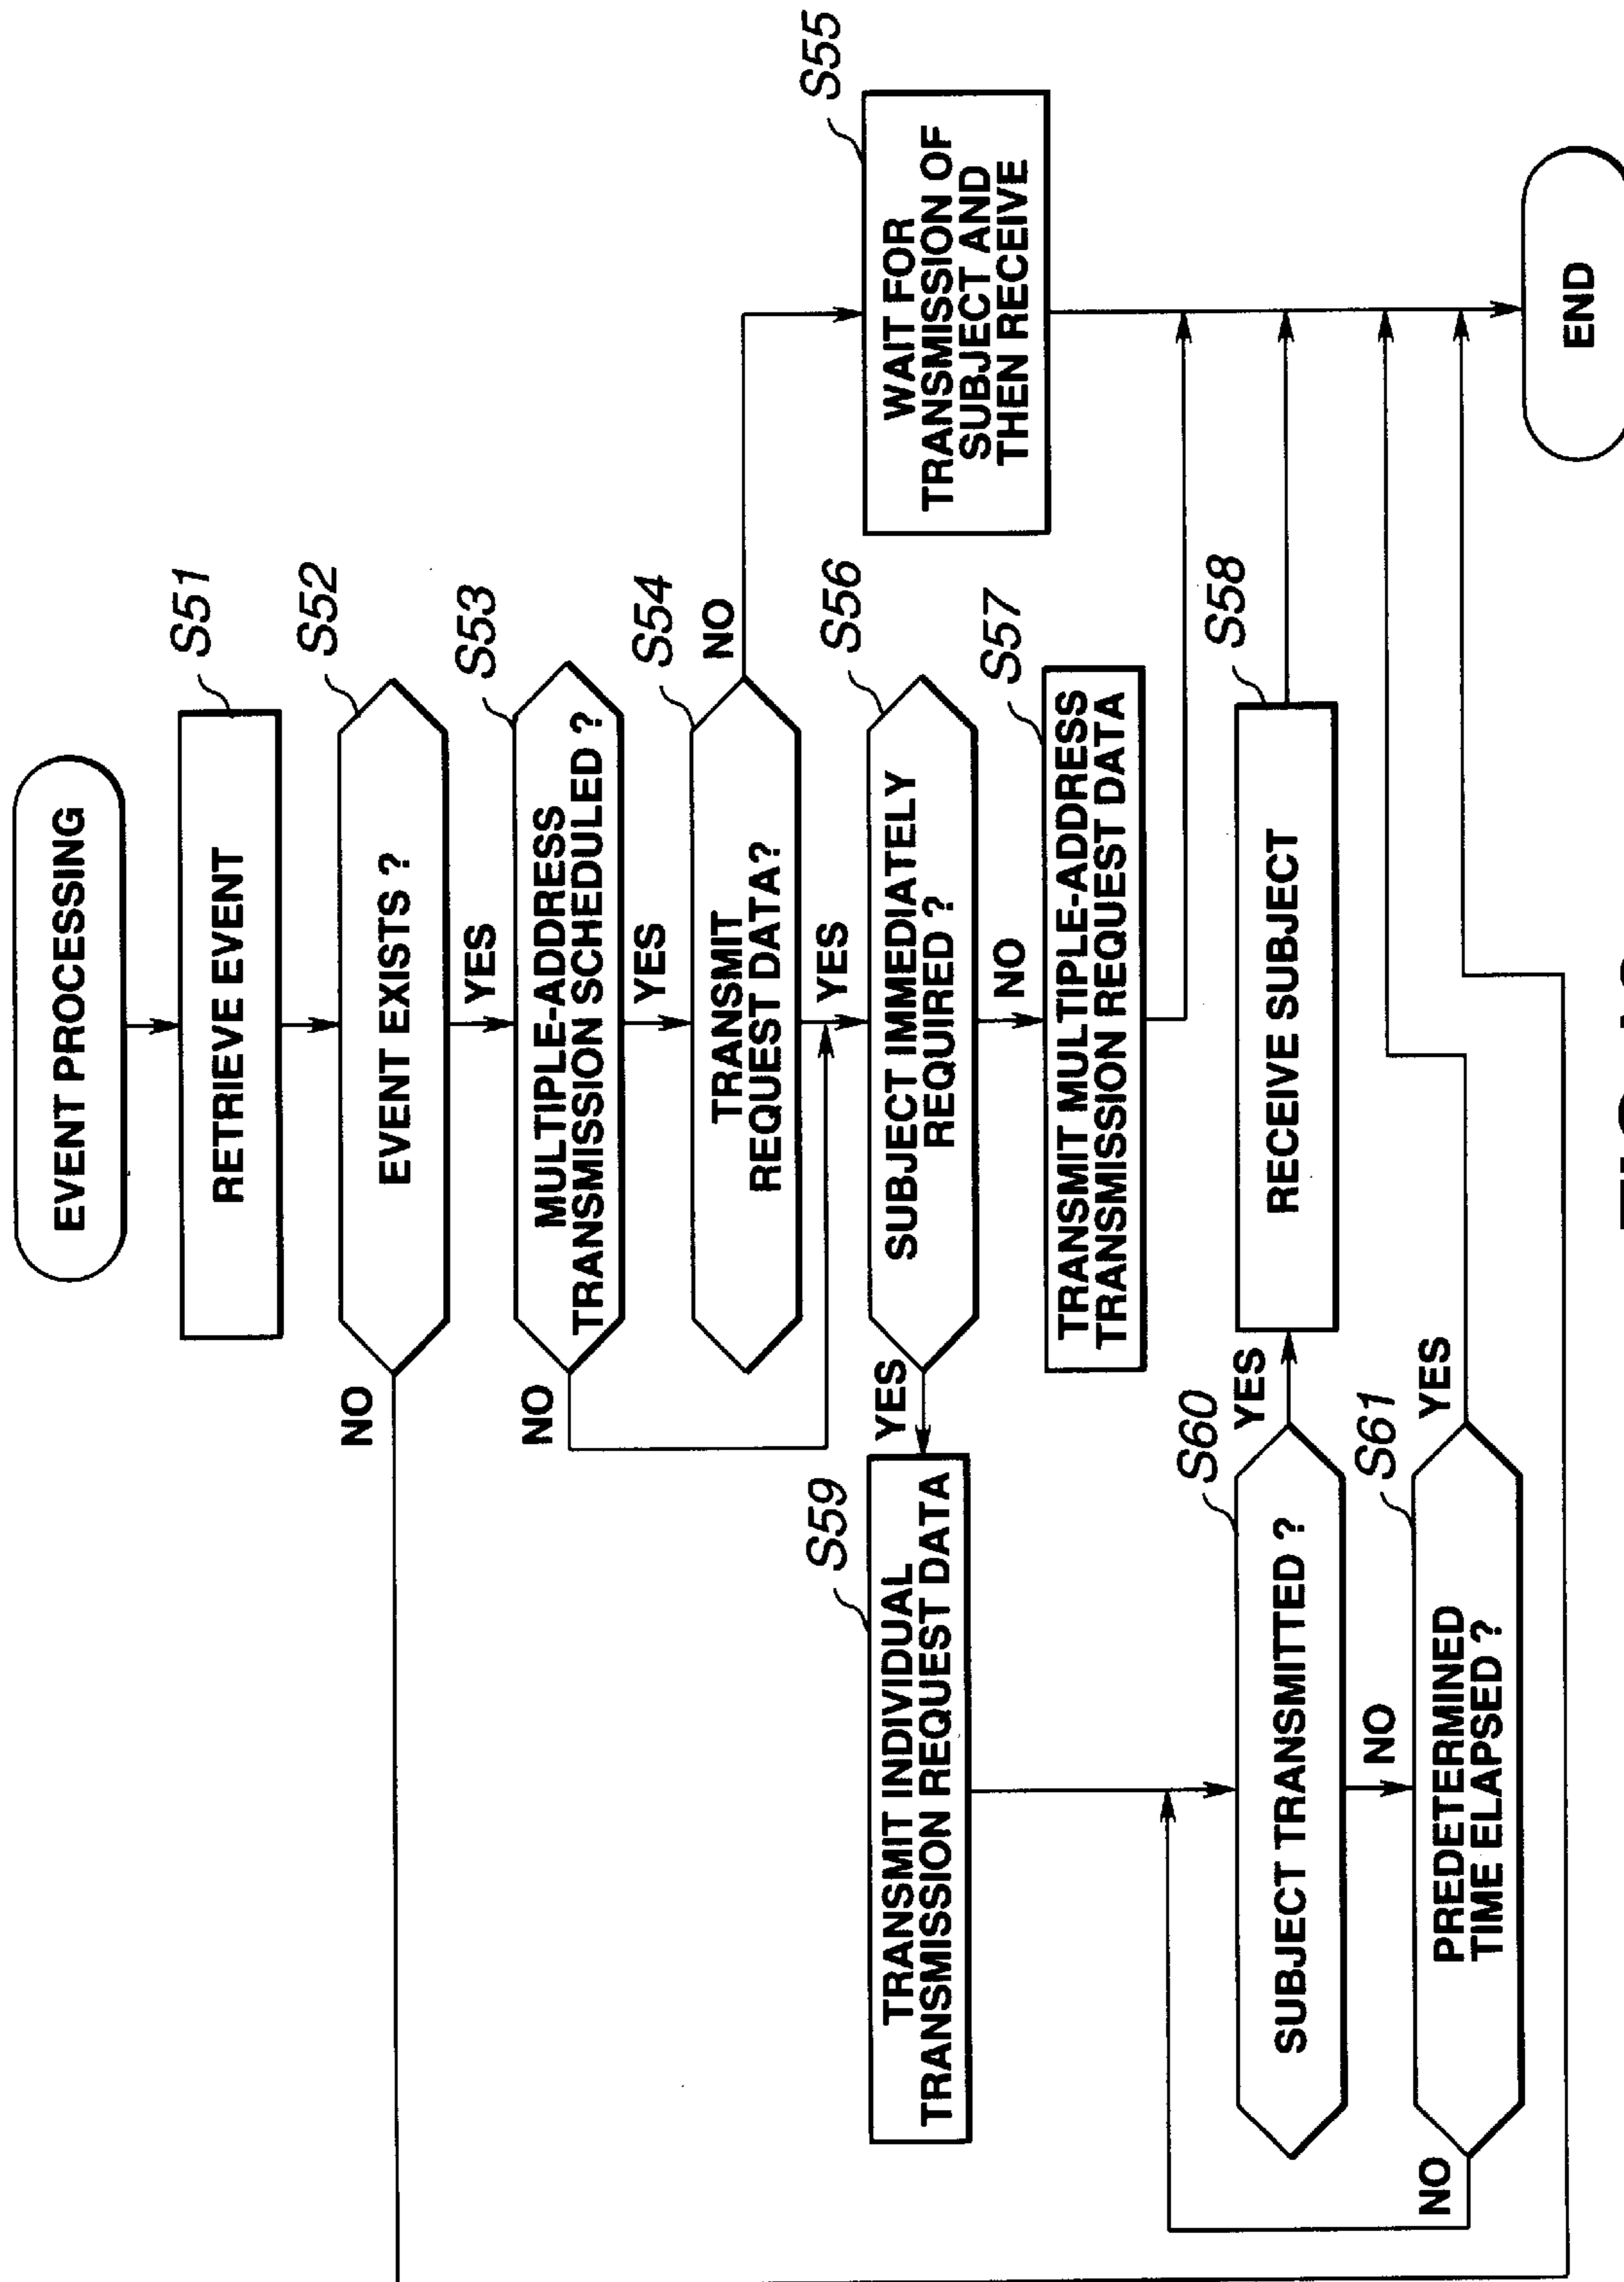 EVENT PROCESSING
S51
RETRIEVE EVENT
S52
EVENT EXISTS ?
NO
YES
S53
MULTIPLE-ADDRESS
TRANSMISSION SCHEDULED ?
NO
YES
S54
TRANSMIT
REQUEST DATA?
NO
YES
S55
WAIT FOR
TRANSMISSION OF
SUBJECT AND
THEN RECEIVE
S56
SUBJECT IMMEDIATELY
REQUIRED ?
YES
NO
S59
TRANSMIT INDIVIDUAL
TRANSMISSION REQUEST DATA
S57
TRANSMIT MULTIPLE-ADDRESS
TRANSMISSION REQUEST DATA
S60
SUBJECT TRANSMITTED ?
YES
NO
S58
RECEIVE SUBJECT
S61
PREDETERMINED
TIME ELAPSED ?
YES
NO
END